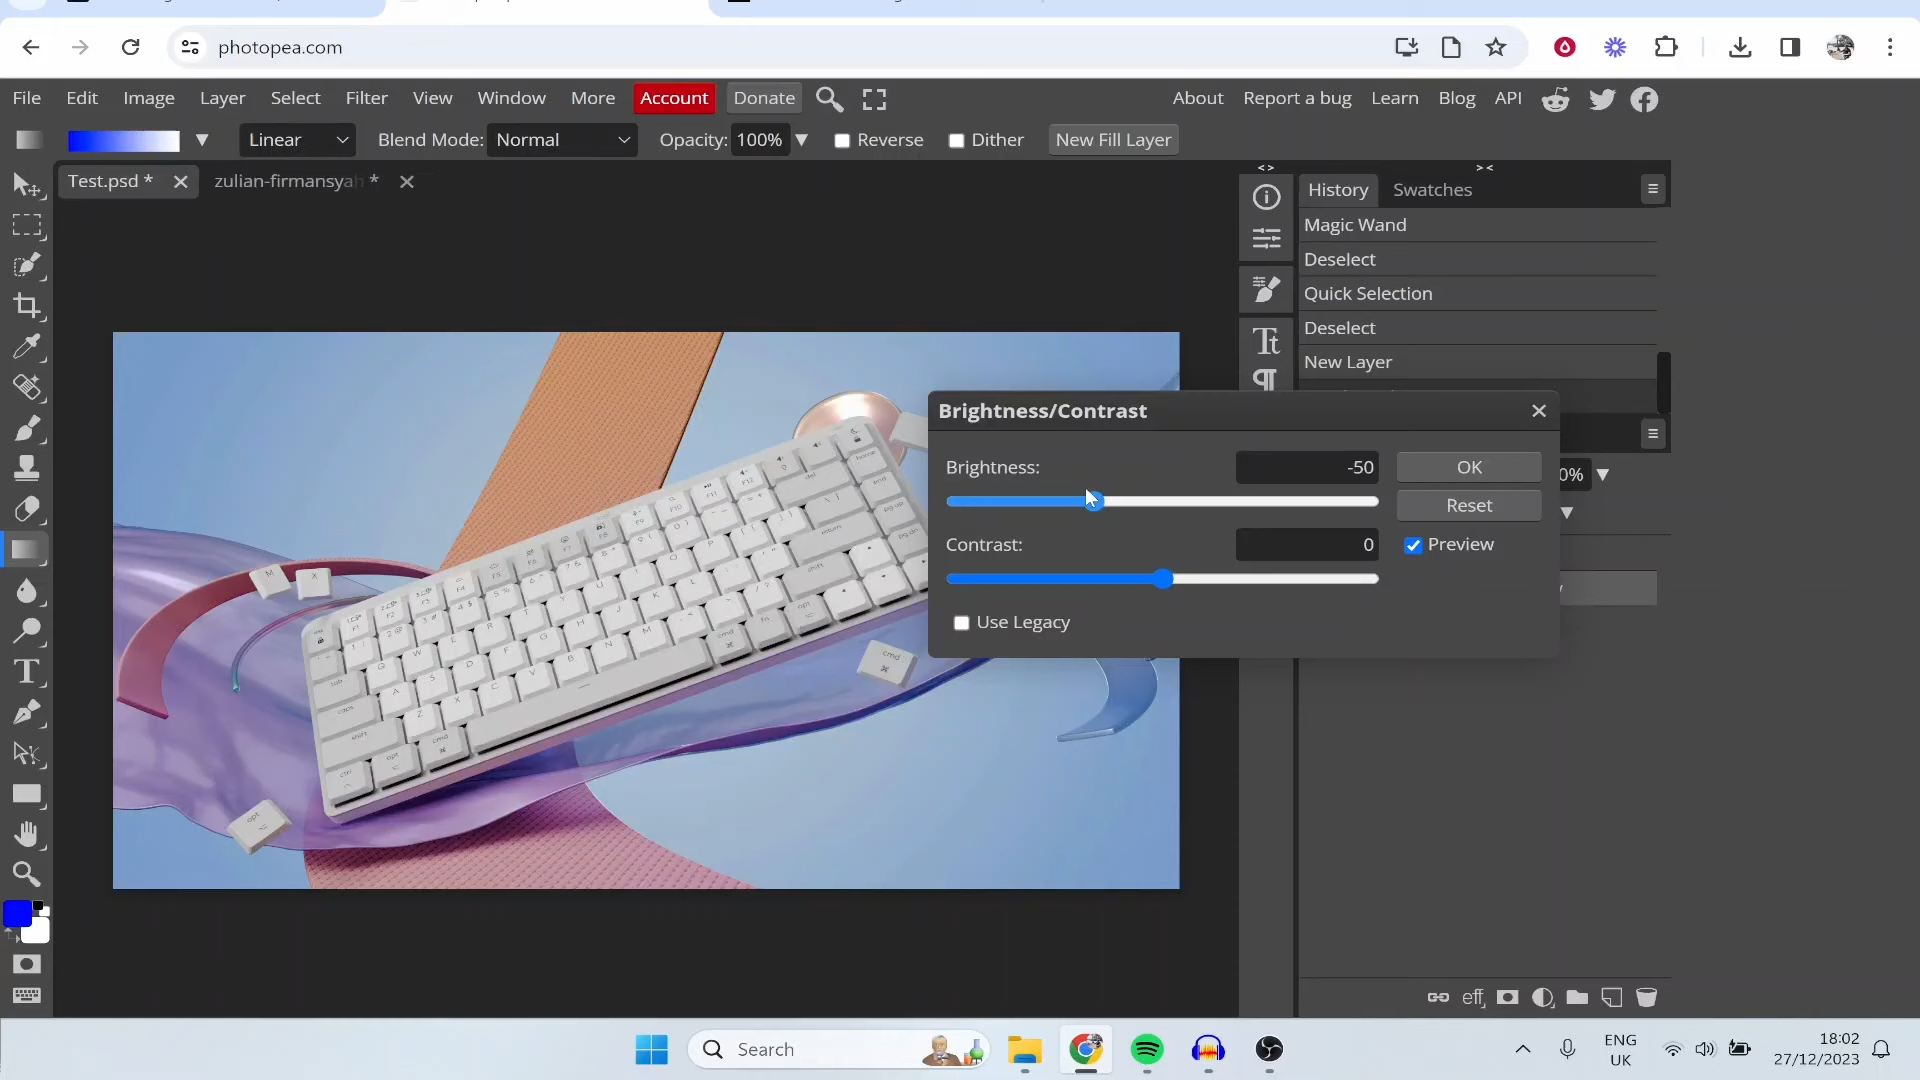 photopea.com
File Edit Image Layer Select Filter View Window More Account Donate
About Report a bug Learn Blog API
Linear Blend Mode: Normal Opacity: 100% Reverse Dither New Fill Layer
Test.psd * zulian-firmansyah *
History Swatches
Magic Wand
Deselect
Quick Selection
Deselect
New Layer
Brightness/Contrast
Brightness: -50 OK
Reset
Contrast: 0 Preview
Use Legacy
0%
Tt
eff
Search
ENG
UK
18:02
27/12/2023